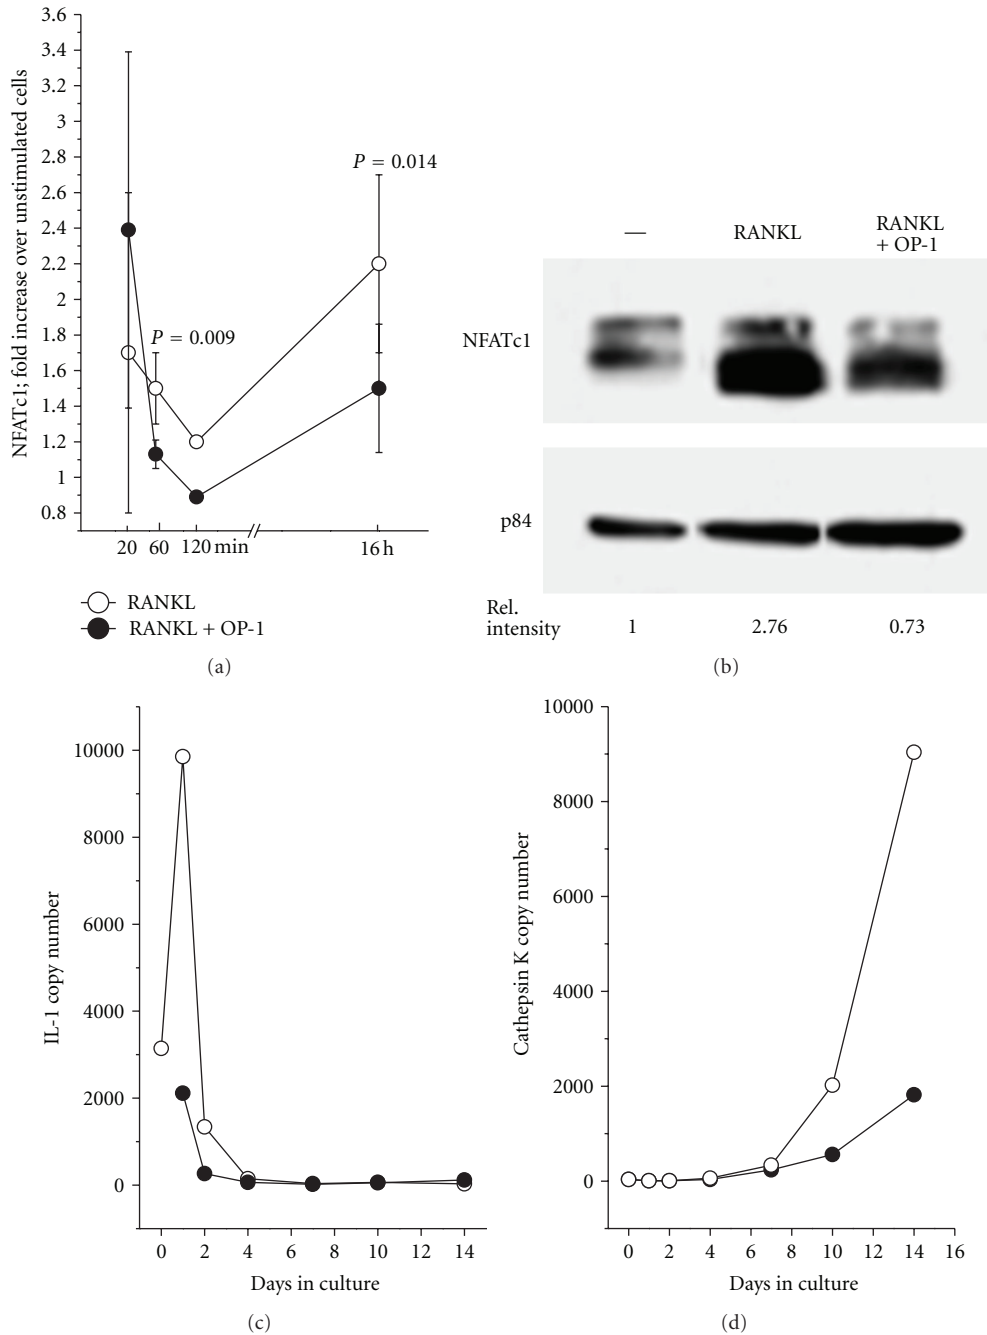 NFATc1; fold increase over unstimulated cells
3.6
3.4
3.2
3
2.8
2.6
2.4
2.2
2
1.8
1.6
1.4
1.2
1
0.8
P = 0.009
P = 0.014
20 60 120 min 16 h
RANKL
RANKL + OP-1
(a)
— RANKL RANKL
+ OP-1
NFATc1
p84
Rel.
intensity 1 2.76 0.73
(b)
IL-1 copy number
10000
8000
6000
4000
2000
0
0 2 4 6 8 10 12 14
Days in culture
(c)
Cathepsin K copy number
10000
8000
6000
4000
2000
0
0 2 4 6 8 10 12 14 16
Days in culture
(d)